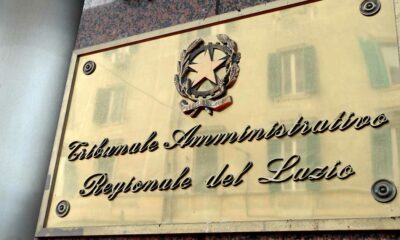 Tribunale Amministrativo
Regionale del Lazio